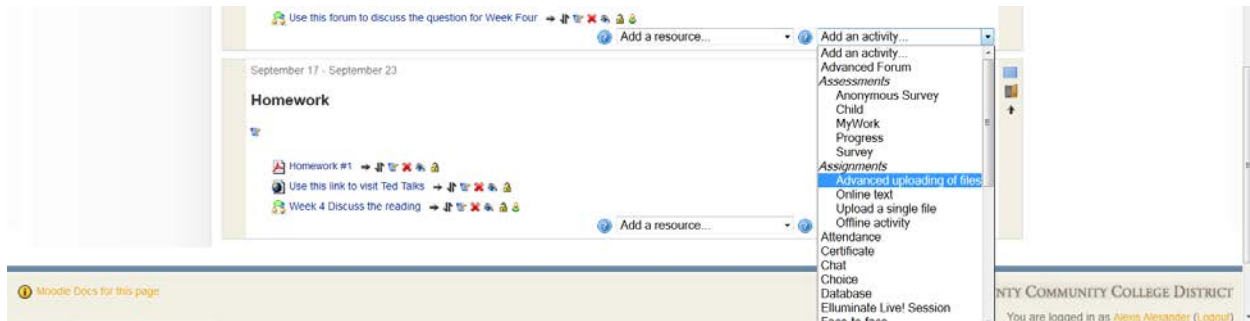 Use this forum to discuss the question for Week Four
Add a resource...
Add an activity...
Add an activity...
Advanced Forum
Assessments
Anonymous Survey
Child
MyWork
Progress
Survey
Assignments
Advanced uploading of files
Online text
Upload a single file
Offline activity
Attendance
Certificate
Chat
Choice
Database
Elluminate Live! Session
September 17 - September 23
Homework
Homework #1
Use this link to visit Ted Talks
Week 4 Discuss the reading
Add a resource...
Moodle Docs for this page
COMMUNITY COLLEGE DISTRICT
You are logged in as Alexis Alexander (Logout)